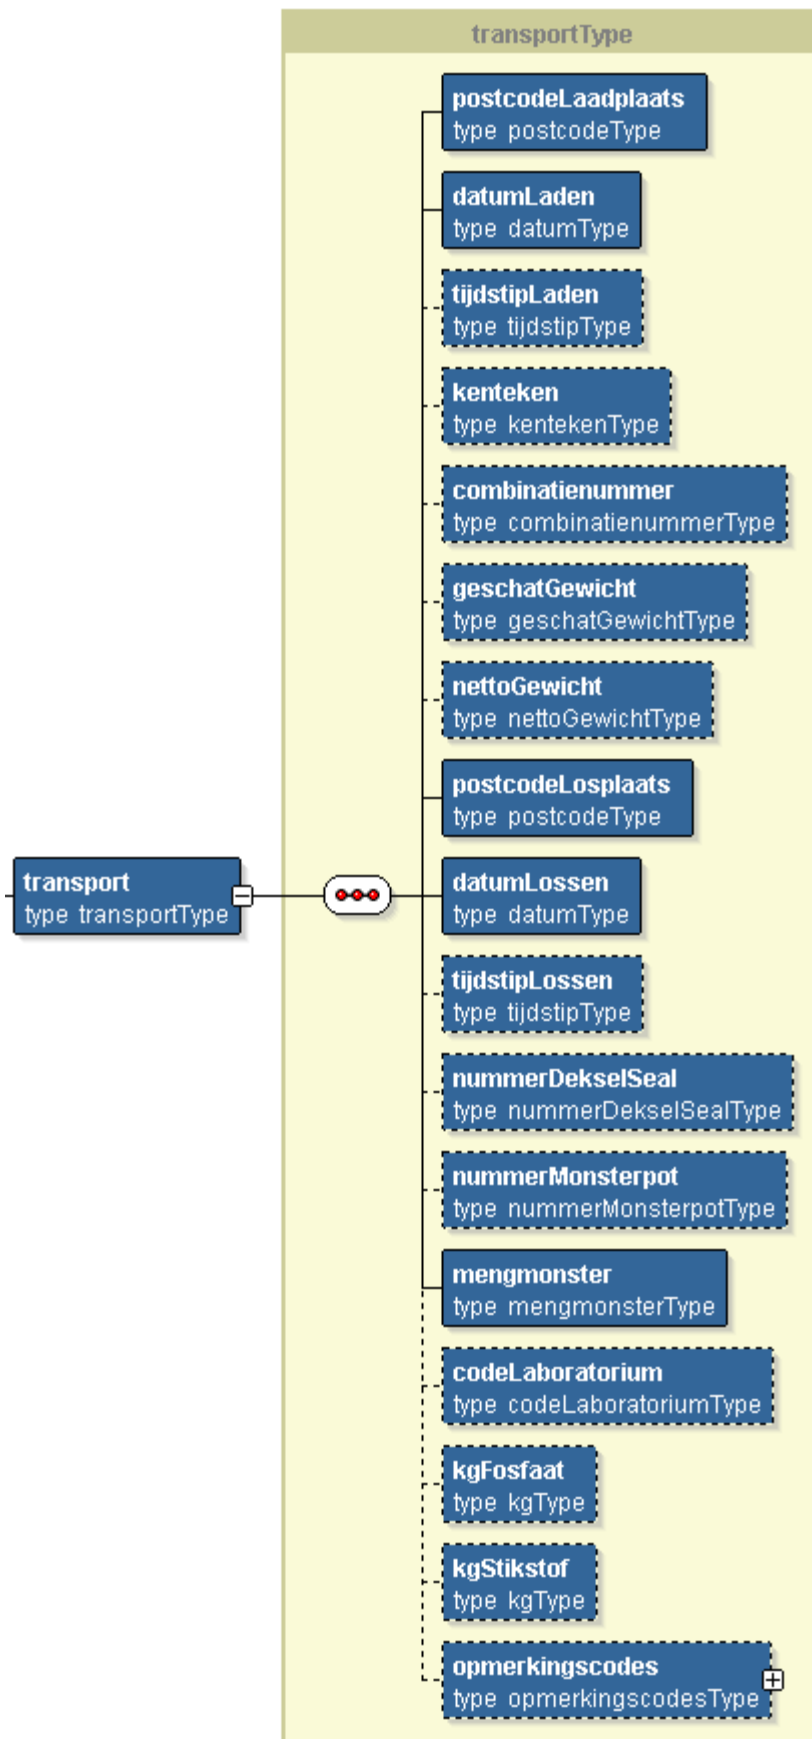 transportType
postcodeLaadplaats
type postcodeType
datumLaden
type datumType
tijdstipLaden
type tijdstipType
kenteken
type kentekenType
combinatienummer
type combinatienummerType
geschatGewicht
type geschatGewichtType
nettoGewicht
type nettoGewichtType
postcodeLosplaats
type postcodeType
transport
type transportType
datumLossen
type datumType
tijdstipLossen
type tijdstipType
nummerDekselSeal
type nummerDekselSealType
nummerMonsterpot
type nummerMonsterpotType
mengmonster
type mengmonsterType
codeLaboratorium
type codeLaboratoriumType
kgFosfaat
type kgType
kgStikstof
type kgType
opmerkingscodes
type opmerkingscodesType